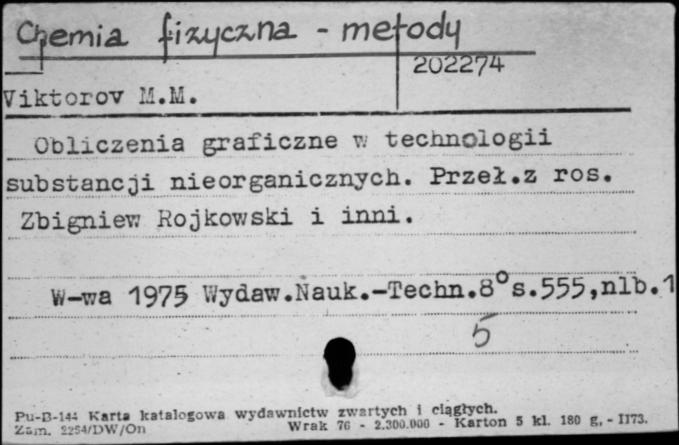 Chemia fizyczna - metody
202274
Viktorov M.M.
Obliczenia graficzne w technologii
substancji nieorganicznych. Przeł.z ros.
Zbigniew Rojkowski i inni.
W-wa 1975 Wydaw.Nauk.-Techn.8°s.555,nlb.1
5
Pu-B-144 Karta katalogowa wydawnictw zwartych i ciągłych.
Zam. 2254/DW/On Wrak 76 - 2.300.000 - Karton 5 kl. 180 g. - II73.